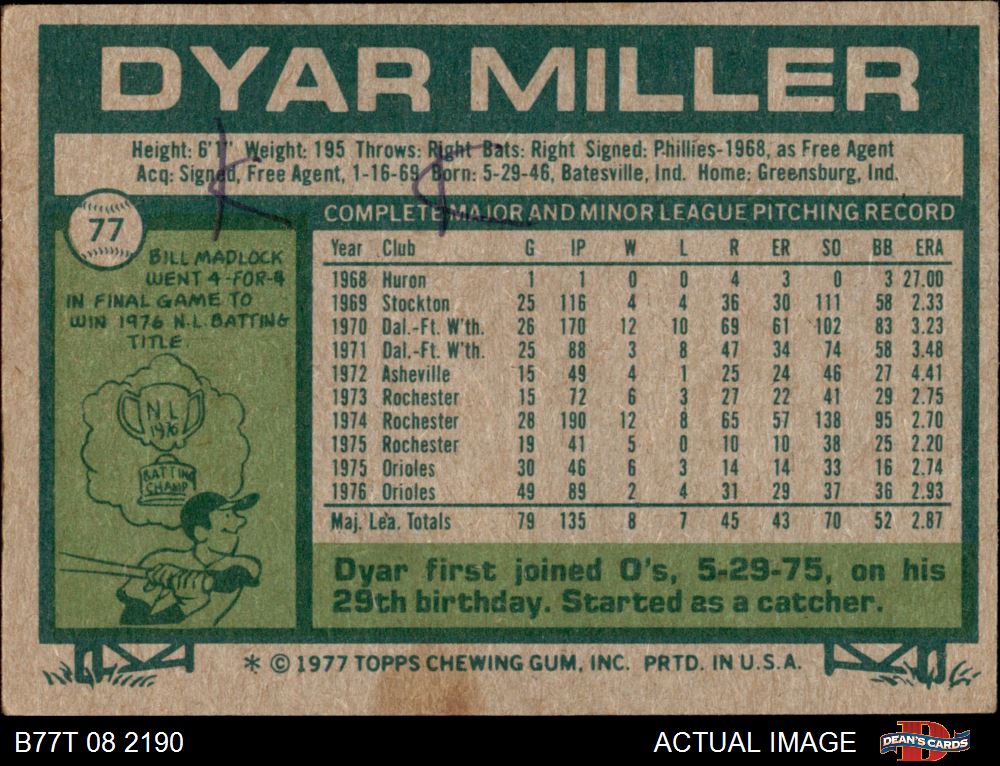 DYAR MILLER
Height: 6'1" Weight: 195 Throws: Right Bats: Right Signed: Phillies-1968, as Free Agent
Acq: Signed, Free Agent, 1-16-69 Born: 5-29-46, Batesville, Ind. Home: Greensburg, Ind.
77
BILL MADLOCK
WENT 4-FOR-4
IN FINAL GAME TO
WIN 1976 N.L. BATTING
TITLE
N.L.
1976
BATTING
CHAMP
COMPLETE MAJOR AND MINOR LEAGUE PITCHING RECORD
Year Club G IP W L R ER SO BB ERA
1968 Huron 1 1 0 0 4 3 0 3 27.00
1969 Stockton 25 116 4 4 36 30 111 58 2.33
1970 Dal.-Ft. W'th. 26 170 12 10 69 61 102 83 3.23
1971 Dal.-Ft. W'th. 25 88 3 8 47 34 74 58 3.48
1972 Asheville 15 49 4 1 25 24 46 27 4.41
1973 Rochester 15 72 6 3 27 22 41 29 2.75
1974 Rochester 28 190 12 8 65 57 138 95 2.70
1975 Rochester 19 41 5 0 10 10 38 25 2.20
1975 Orioles 30 46 6 3 14 14 33 16 2.74
1976 Orioles 49 89 2 4 31 29 37 36 2.93
Maj. Lea. Totals 79 135 8 7 45 43 70 52 2.87
Dyar first joined O's, 5-29-75, on his
29th birthday. Started as a catcher.
* © 1977 TOPPS CHEWING GUM, INC. PRTD. IN U.S.A.
B77T 08 2190
ACTUAL IMAGE
D
DEAN'S CARDS